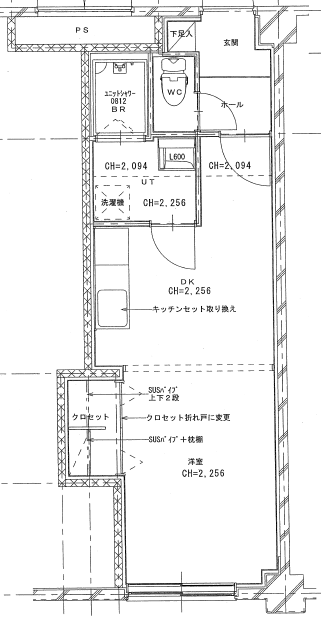 PS
下足入
玄関
ユニットシャワー
0812
BR
WC
ホール
L600
CH=2,094
CH=2,094
UT
洗濯機
CH=2,256
DK
CH=2,256
キッチンセット取り換え
SUSパイプ
上下2段
クロセット
クロセット折れ戸に変更
SUSパイプ+枕棚
洋室
CH=2,256